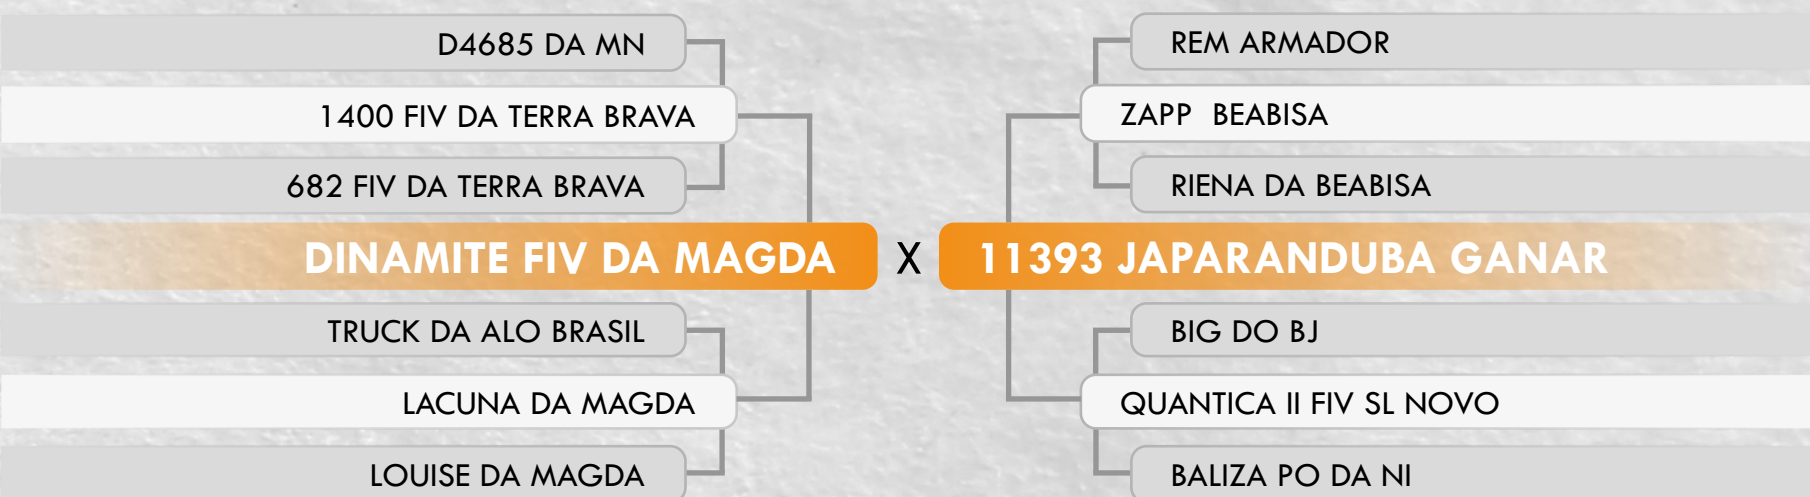 D4685 DA MN
1400 FIV DA TERRA BRAVA
682 FIV DA TERRA BRAVA
DINAMITE FIV DA MAGDA
TRUCK DA ALO BRASIL
LACUNA DA MAGDA
LOUISE DA MAGDA
X
REM ARMADOR
ZAPP BEABISA
RIENA DA BEABISA
11393 JAPARANDUBA GANAR
BIG DO BJ
QUANTICA II FIV SL NOVO
BALIZA PO DA NI